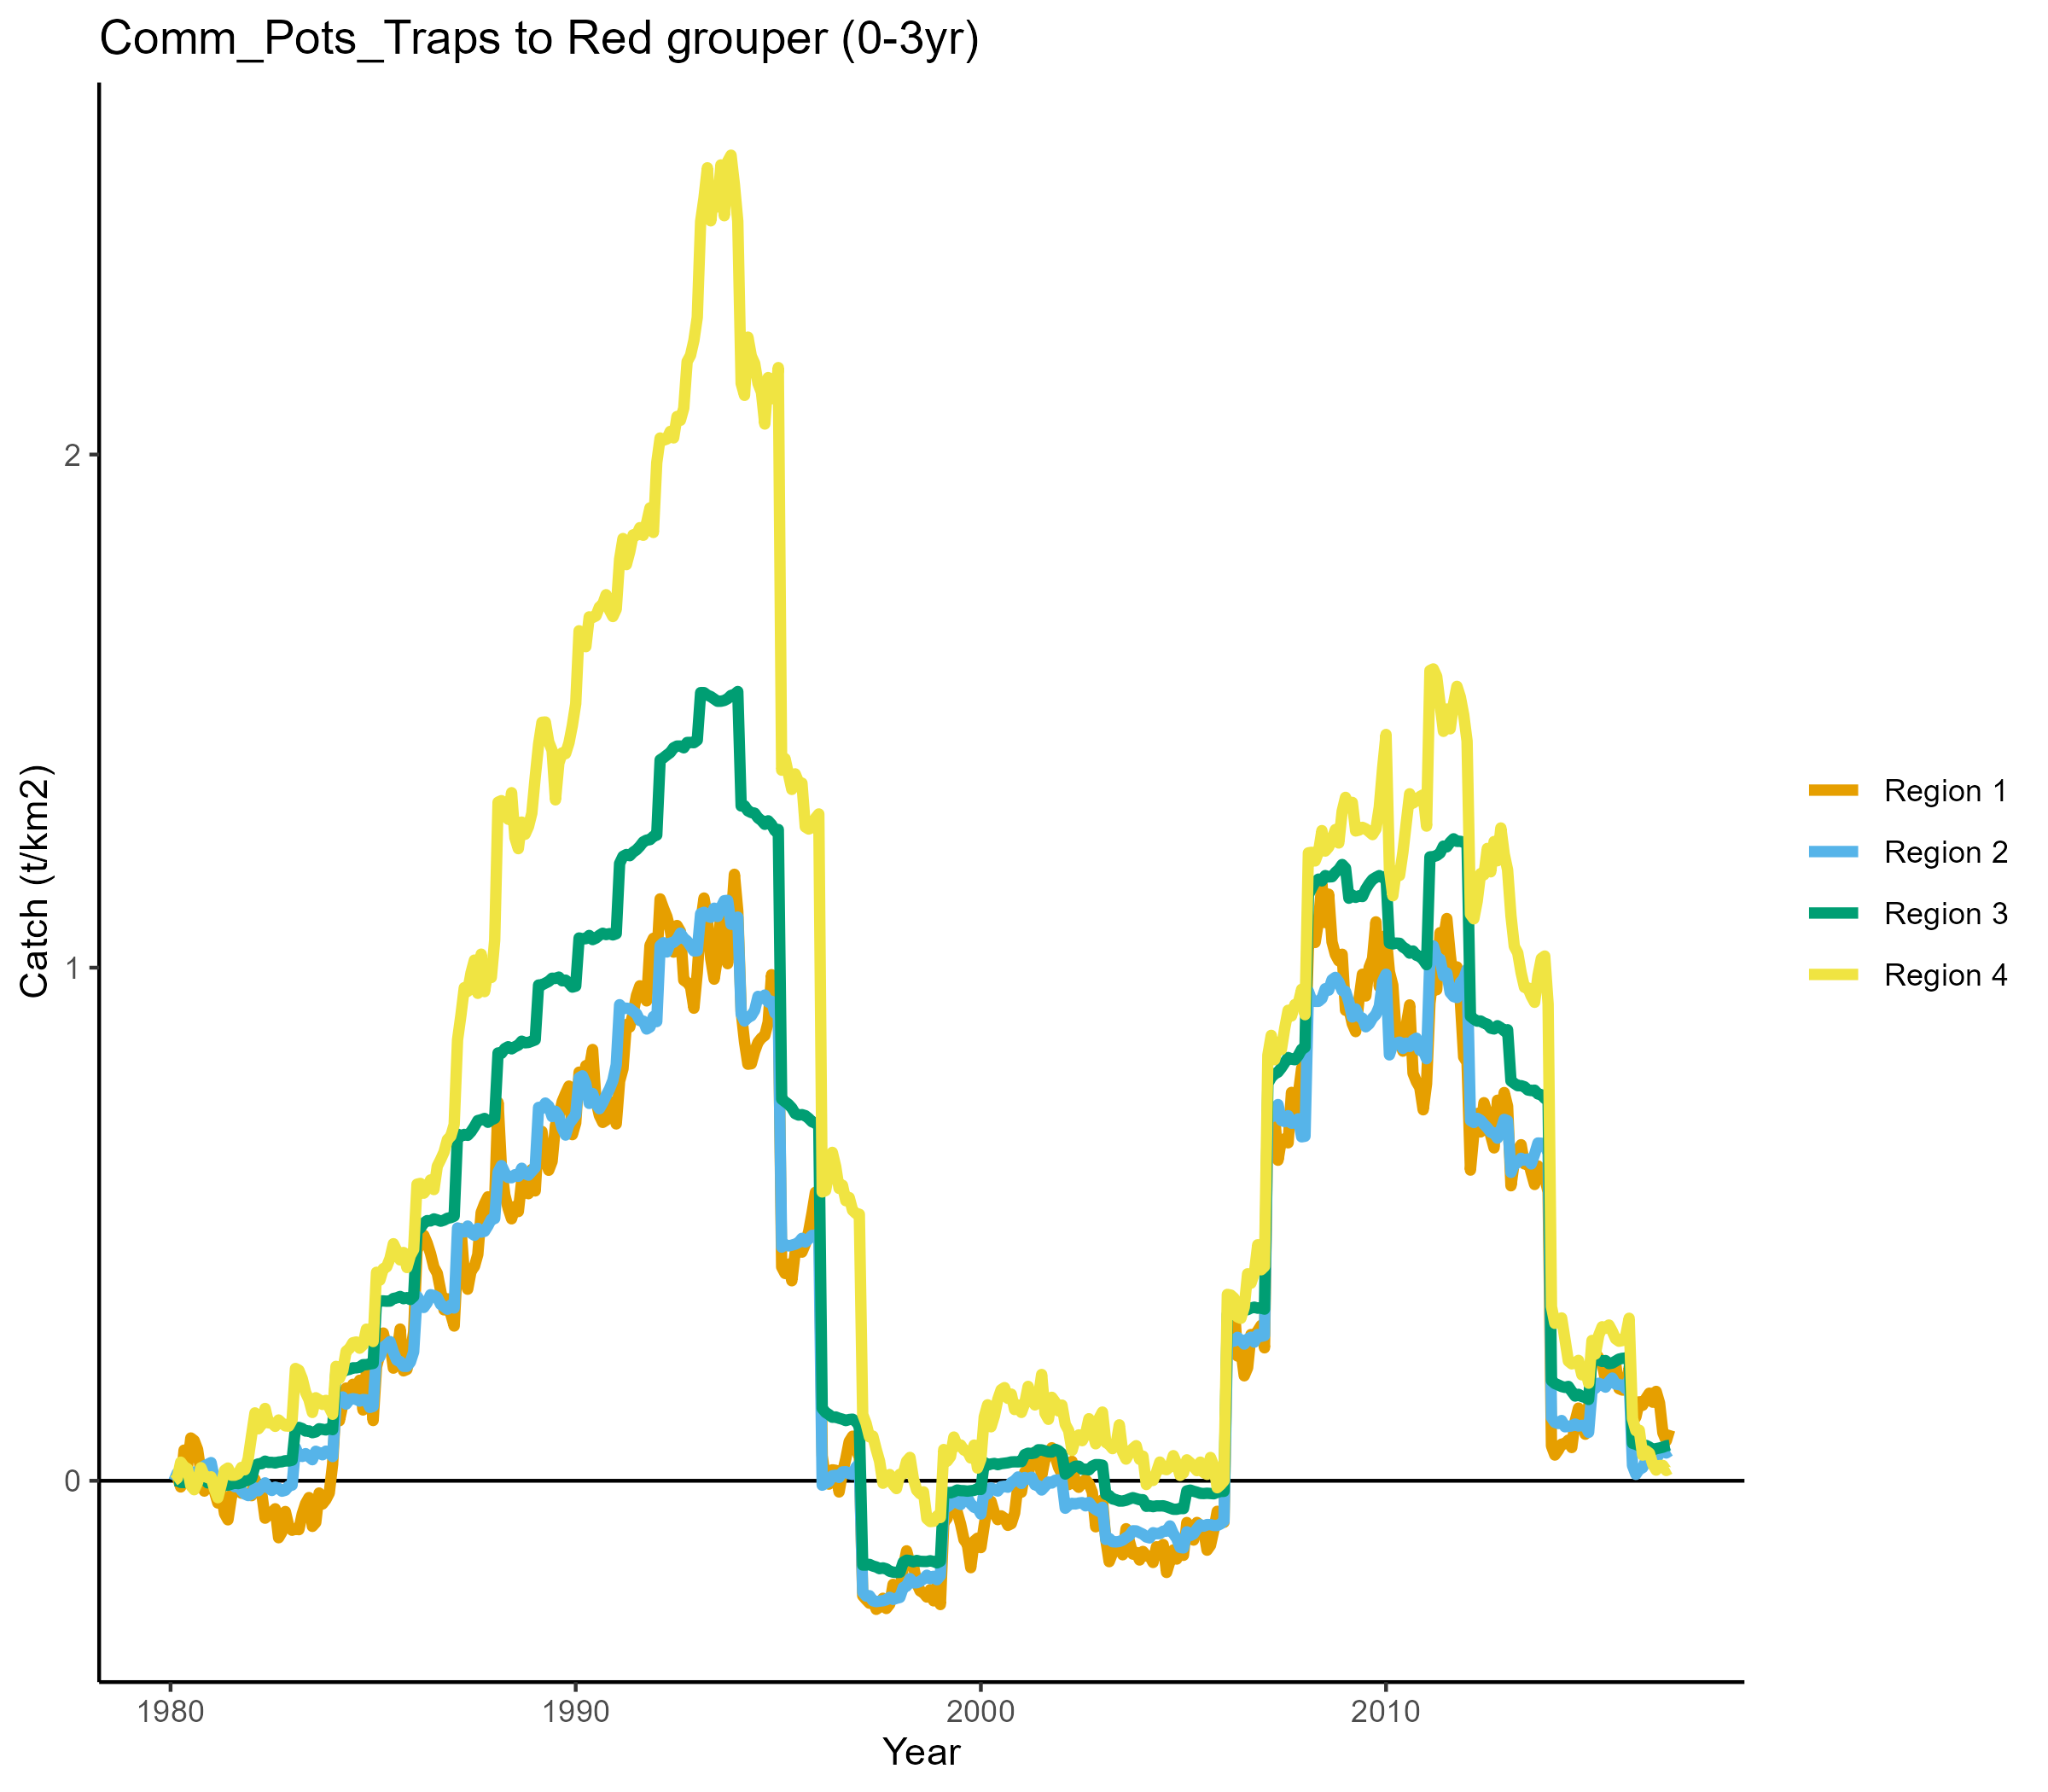 Comm_Pots_Traps to Red grouper (0-3yr)
Catch (t/km2)
2
1
0
1980
1990
2000
2010
Year
Region 1
Region 2
Region 3
Region 4